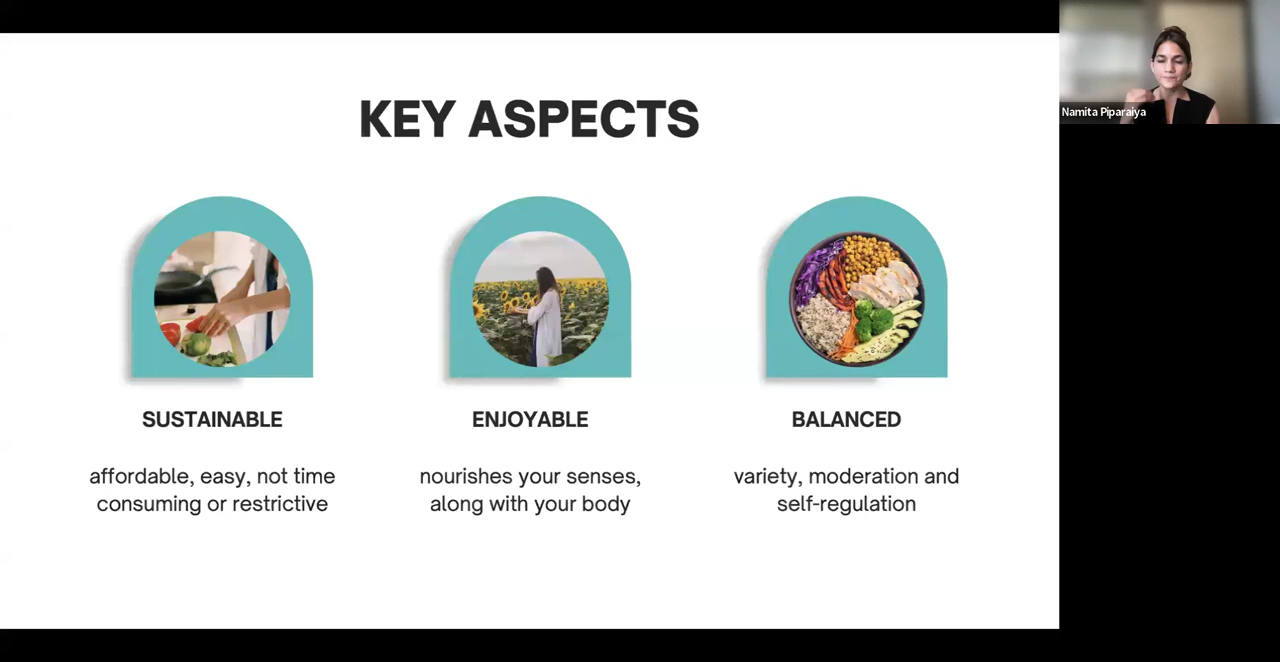 KEY ASPECTS
Namita Piparaiya
SUSTAINABLE
affordable, easy, not time
consuming or restrictive
ENJOYABLE
nourishes your senses,
along with your body
BALANCED
variety, moderation and
self-regulation